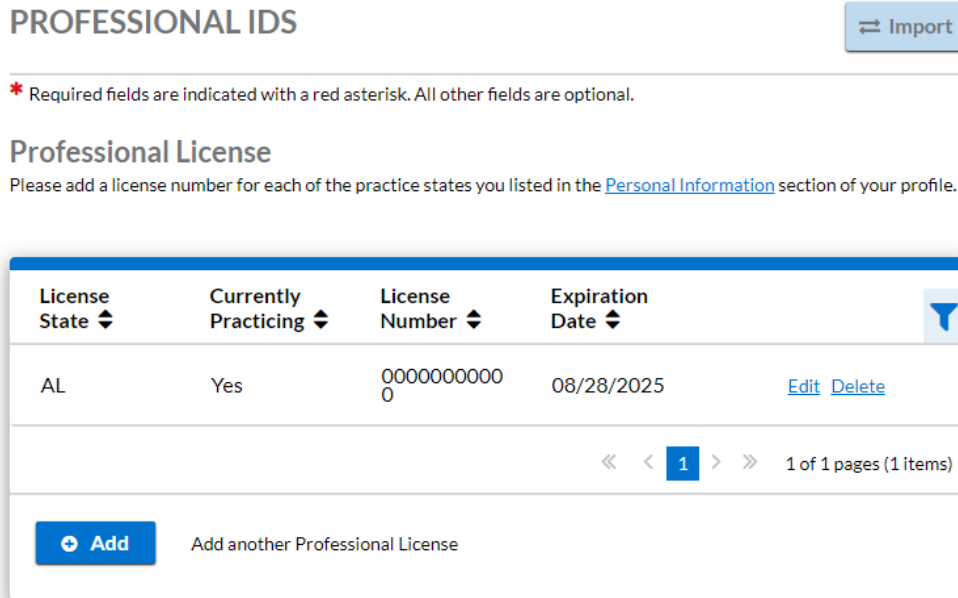 PROFESSIONAL IDS
Import
* Required fields are indicated with a red asterisk. All other fields are optional.
Professional License
Please add a license number for each of the practice states you listed in the Personal Information section of your profile.
License State Currently Practicing License Number Expiration Date
AL Yes 0000000000
0 08/28/2025 Edit Delete
« < 1 > » 1 of 1 pages (1 items)
Add Add another Professional License